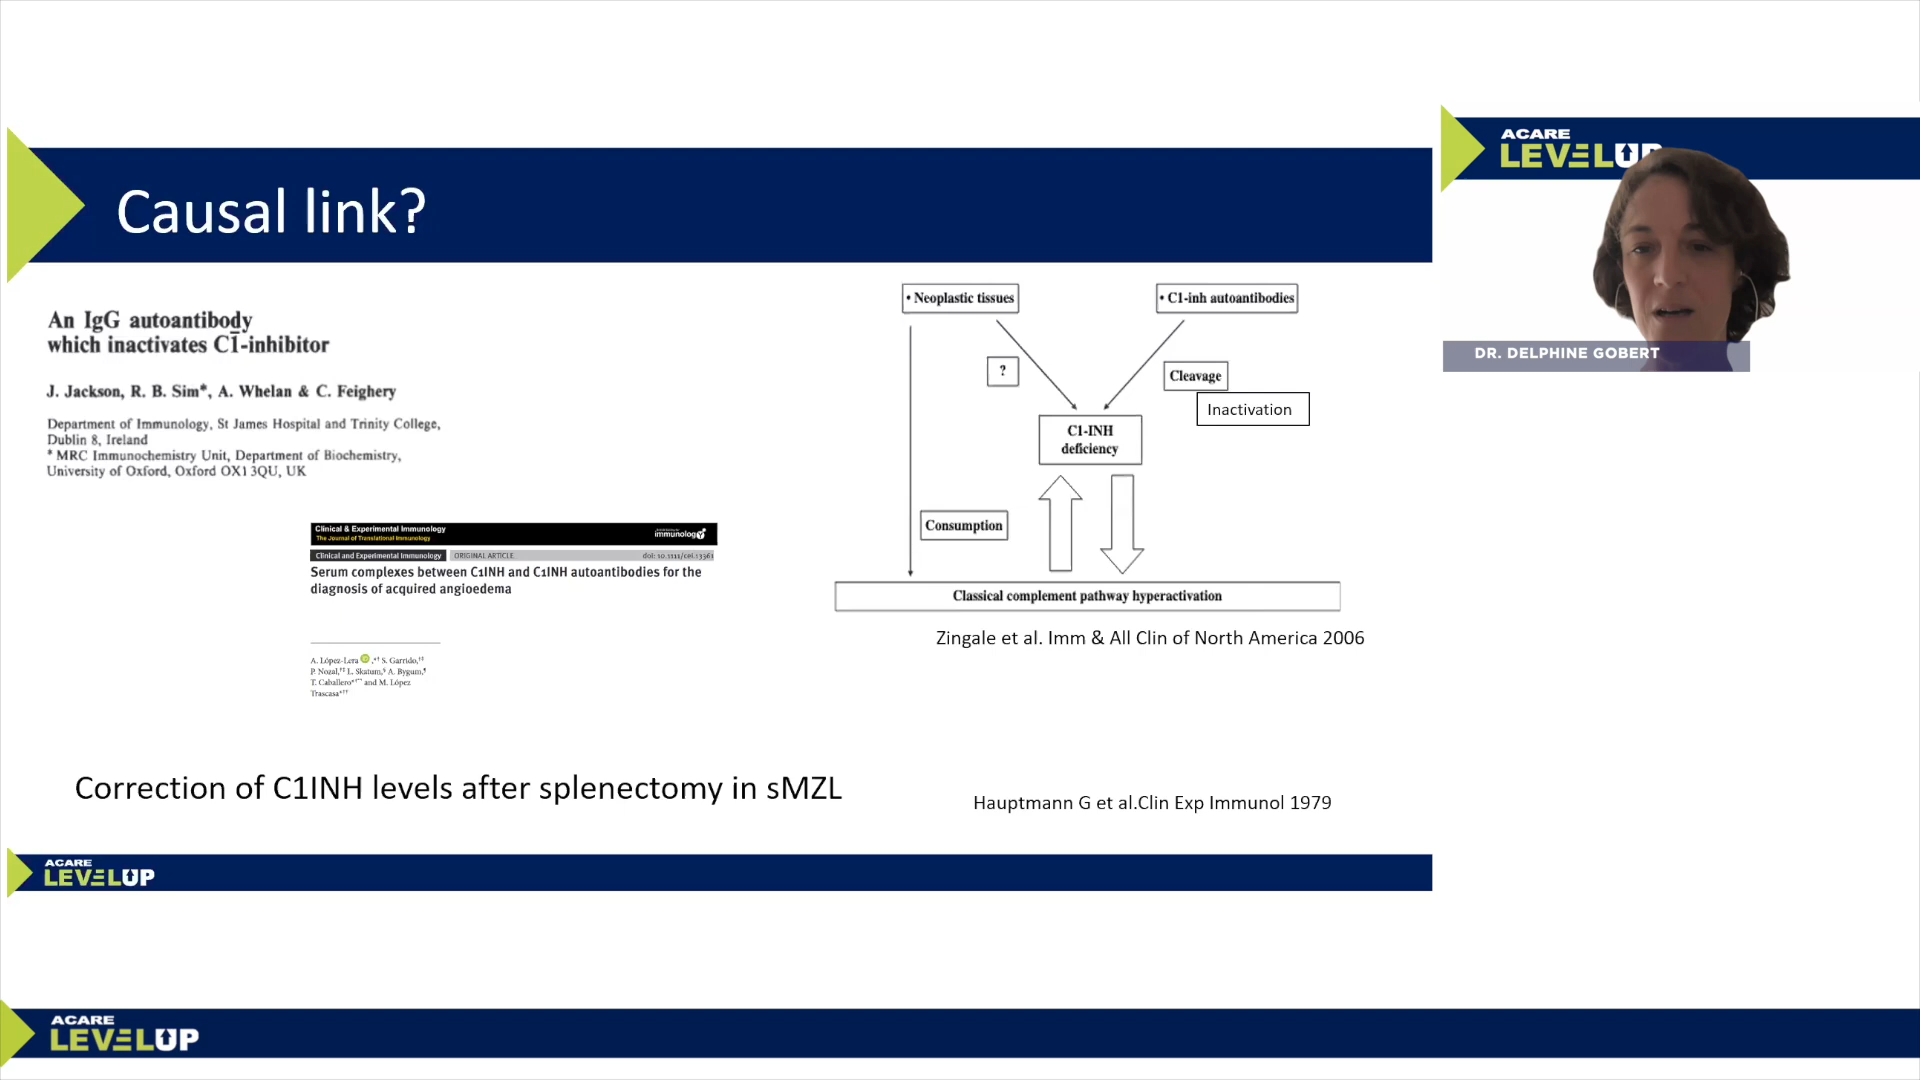 Causal link?
An IgG autoantibody
which inactivates C1̅-inhibitor
J. Jackson, R. B. Sim*, A. Whelan & C. Feighery
Department of Immunology, St James Hospital and Trinity College,
Dublin 8, Ireland
* MRC Immunochemistry Unit, Department of Biochemistry,
University of Oxford, Oxford OX1 3QU, UK
Clinical & Experimental Immunology
The Journal of Translational Immunology
immunology
Clinical and Experimental Immunology ORIGINAL ARTICLE doi: 10.1111/cei.13361
Serum complexes between C1INH and C1INH autoantibodies for the
diagnosis of acquired angioedema
A. López-Lera ,*† S. Garrido,†‡
P. Nozal,†‡ L. Skatum,§ A. Bygum,¶
T. Caballero and M. López
Trascasa
• Neoplastic tissues
• C1-inh autoantibodies
?
Cleavage
Inactivation
C1-INH
deficiency
Consumption
Classical complement pathway hyperactivation
Zingale et al. Imm & All Clin of North America 2006
Correction of C1INH levels after splenectomy in sMZL
Hauptmann G et al.Clin Exp Immunol 1979
ACARE
LEVELUP
ACARE
LEVELUP
DR. DELPHINE GOBERT
ACARE
LEVELUP